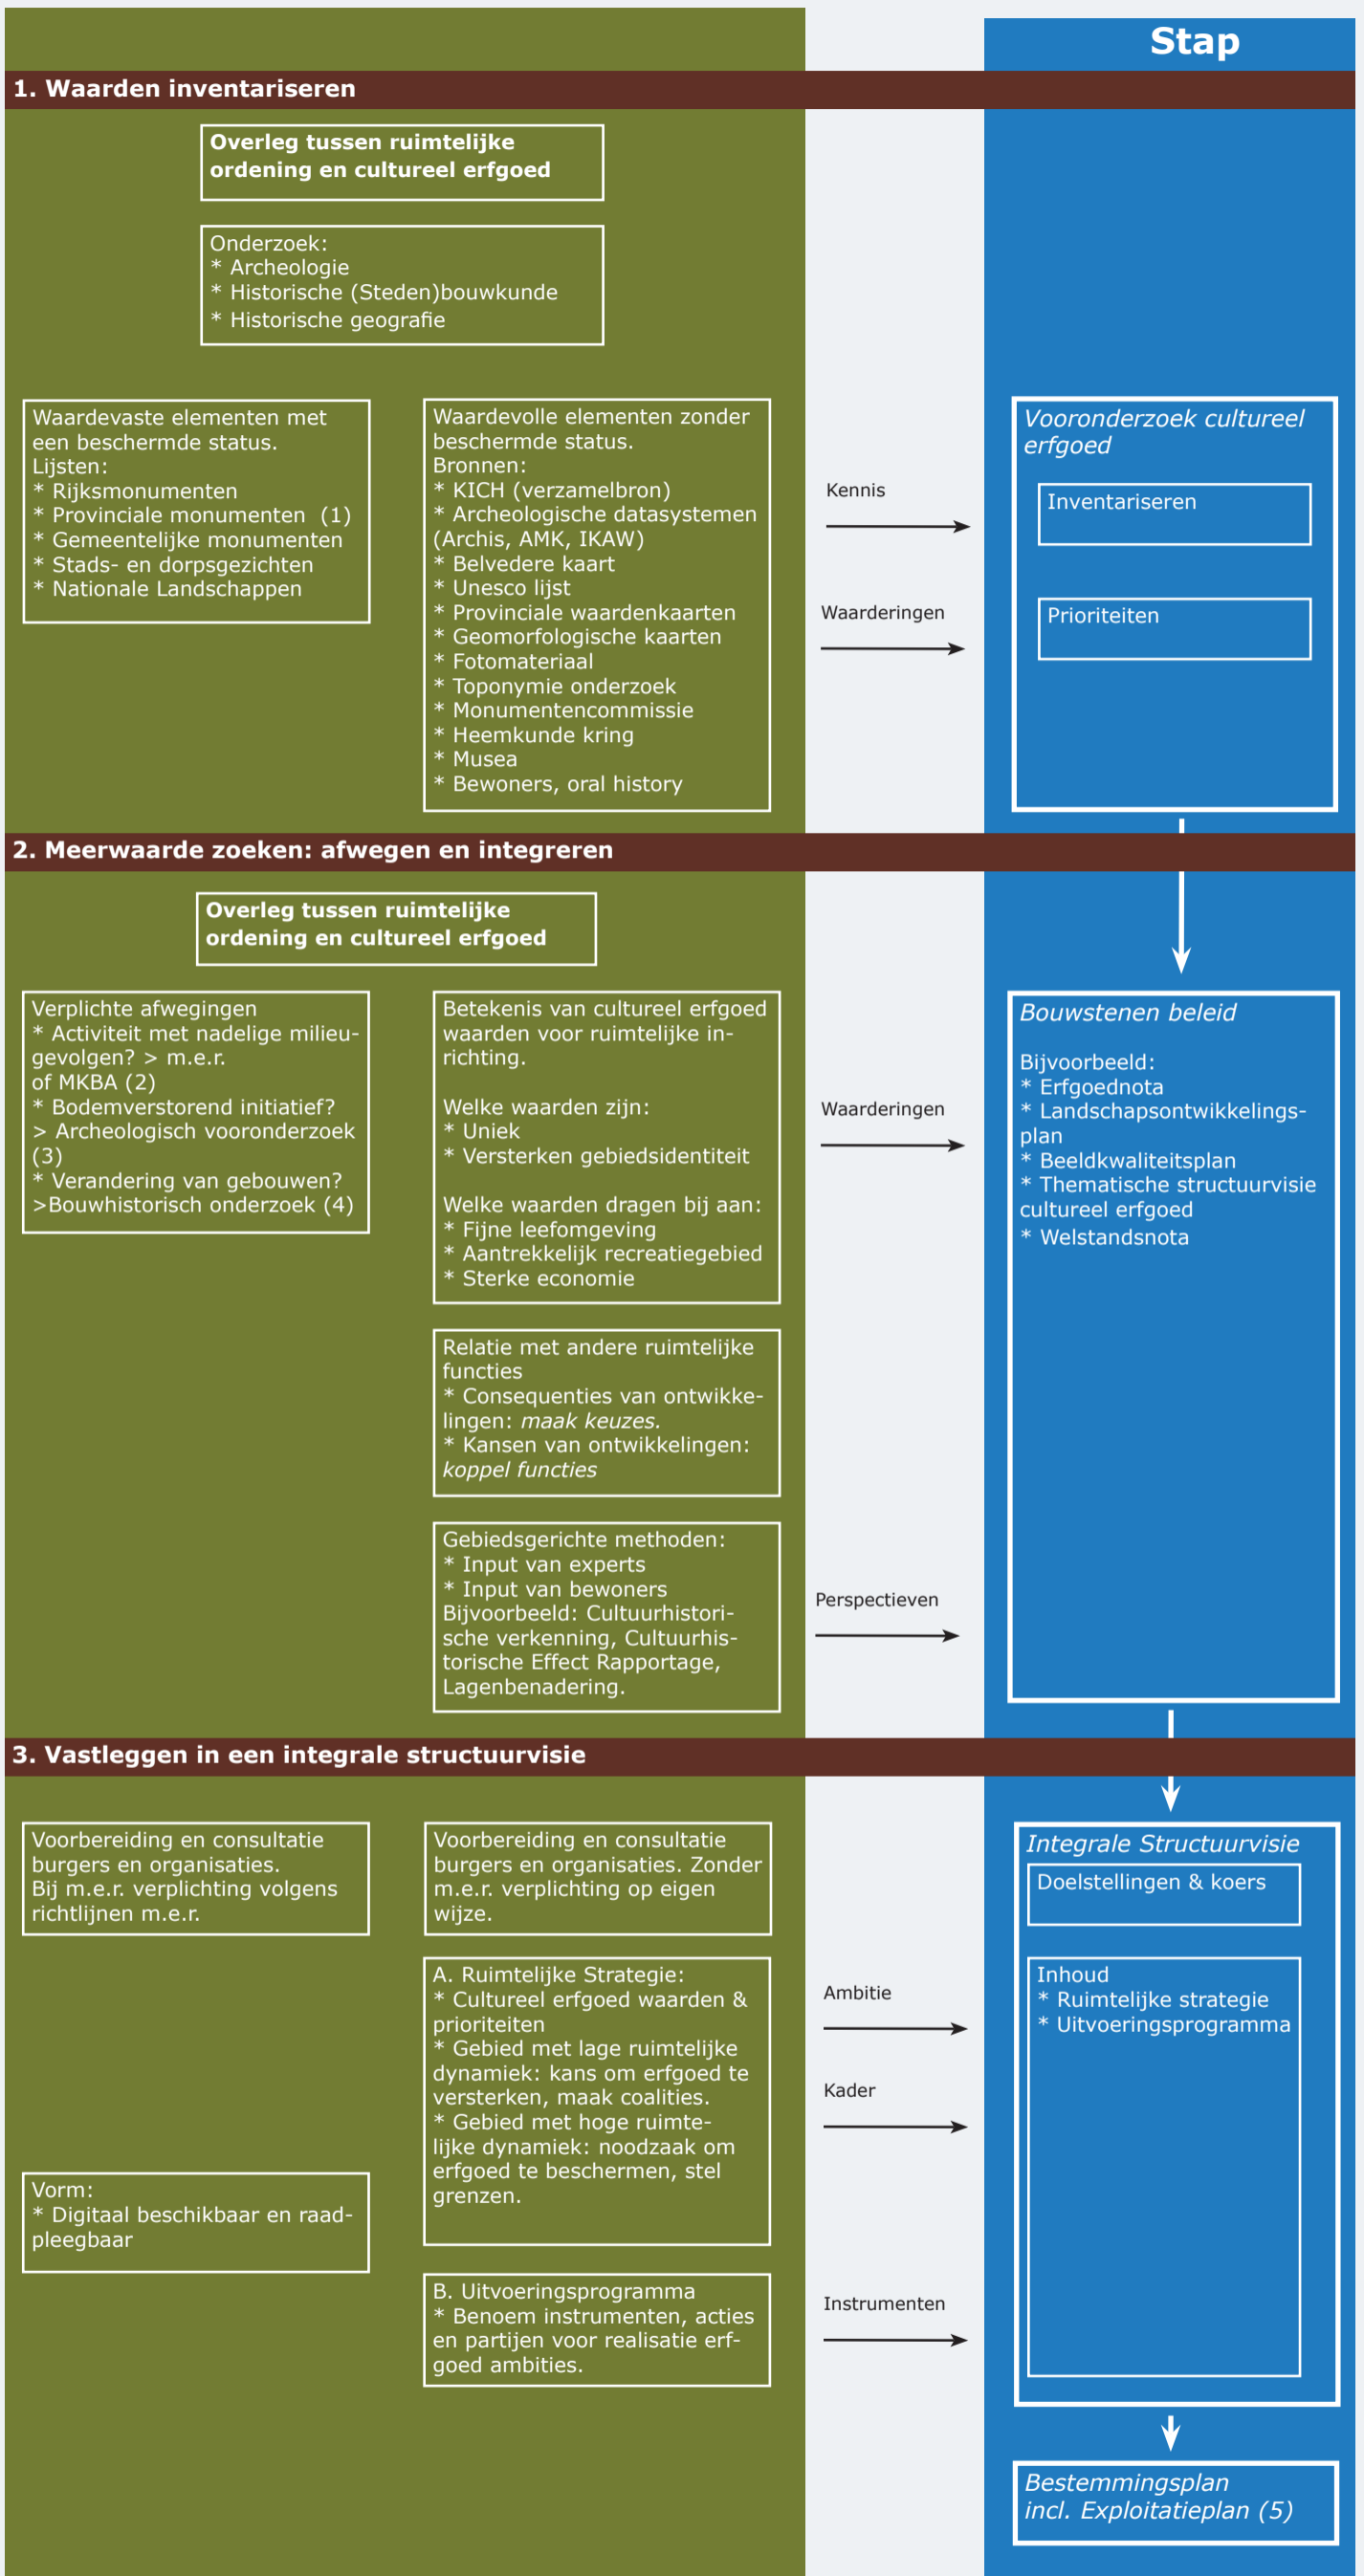 Stap
1. Waarden inventariseren
Overleg tussen ruimtelijke
ordening en cultureel erfgoed
Onderzoek:
* Archeologie
* Historische (Steden)bouwkunde
* Historische geografie
Waardevaste elementen met
een beschermde status.
Lijsten:
* Rijksmonumenten
* Provinciale monumenten (1)
* Gemeentelijke monumenten
* Stads- en dorpsgezichten
* Nationale Landschappen
Waardevolle elementen zonder
beschermde status.
Bronnen:
* KICH (verzamelbron)
* Archeologische datasystemen
(Archis, AMK, IKAW)
* Belvedere kaart
* Unesco lijst
* Provinciale waardenkaarten
* Geomorfologische kaarten
* Fotomateriaal
* Toponymie onderzoek
* Monumentencommissie
* Heemkunde kring
* Musea
* Bewoners, oral history
Kennis
Waarderingen
Vooronderzoek cultureel
erfgoed
Inventariseren
Prioriteiten
2. Meerwaarde zoeken: afwegen en integreren
Overleg tussen ruimtelijke
ordening en cultureel erfgoed
Verplichte afwegingen
* Activiteit met nadelige milieu-
gevolgen? > m.e.r.
of MKBA (2)
* Bodemverstorend initiatief?
> Archeologisch vooronderzoek
(3)
* Verandering van gebouwen?
>Bouwhistorisch onderzoek (4)
Betekenis van cultureel erfgoed
waarden voor ruimtelijke in-
richting.
Welke waarden zijn:
* Uniek
* Versterken gebiedsidentiteit
Welke waarden dragen bij aan:
* Fijne leefomgeving
* Aantrekkelijk recreatiegebied
* Sterke economie
Relatie met andere ruimtelijke
functies
* Consequenties van ontwikke-
lingen: maak keuzes.
* Kansen van ontwikkelingen:
koppel functies
Gebiedsgerichte methoden:
* Input van experts
* Input van bewoners
Bijvoorbeeld: Cultuurhistori-
sche verkenning, Cultuurhis-
torische Effect Rapportage,
Lagenbenadering.
Waarderingen
Perspectieven
Bouwstenen beleid
Bijvoorbeeld:
* Erfgoednota
* Landschapsontwikkelings-
plan
* Beeldkwaliteitsplan
* Thematische structuurvisie
cultureel erfgoed
* Welstandsnota
3. Vastleggen in een integrale structuurvisie
Voorbereiding en consultatie
burgers en organisaties.
Bij m.e.r. verplichting volgens
richtlijnen m.e.r.
Vorm:
* Digitaal beschikbaar en raad-
pleegbaar
Voorbereiding en consultatie
burgers en organisaties. Zonder
m.e.r. verplichting op eigen
wijze.
A. Ruimtelijke Strategie:
* Cultureel erfgoed waarden &
prioriteiten
* Gebied met lage ruimtelijke
dynamiek: kans om erfgoed te
versterken, maak coalities.
* Gebied met hoge ruimte-
lijke dynamiek: noodzaak om
erfgoed te beschermen, stel
grenzen.
B. Uitvoeringsprogramma
* Benoem instrumenten, acties
en partijen voor realisatie erf-
goed ambities.
Ambitie
Kader
Instrumenten
Integrale Structuurvisie
Doelstellingen & koers
Inhoud
* Ruimtelijke strategie
* Uitvoeringsprogramma
Bestemmingsplan
incl. Exploitatieplan (5)